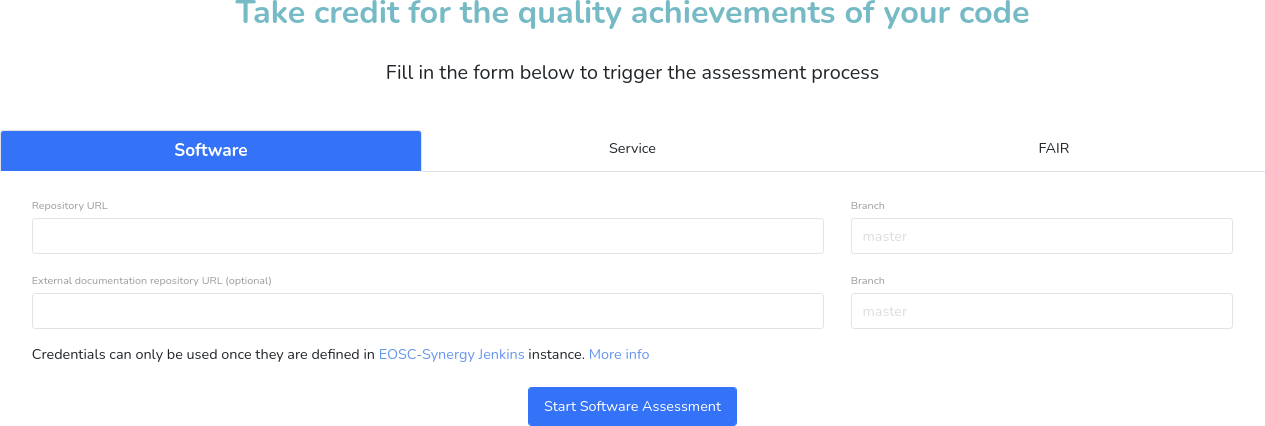 Take credit for the quality achievements of your code
Fill in the form below to trigger the assessment process
Software
Service
FAIR
Repository URL
Branch
master
External documentation repository URL (optional)
Branch
master
Credentials can only be used once they are defined in EOSC-Synergy Jenkins instance. More info
Start Software Assessment